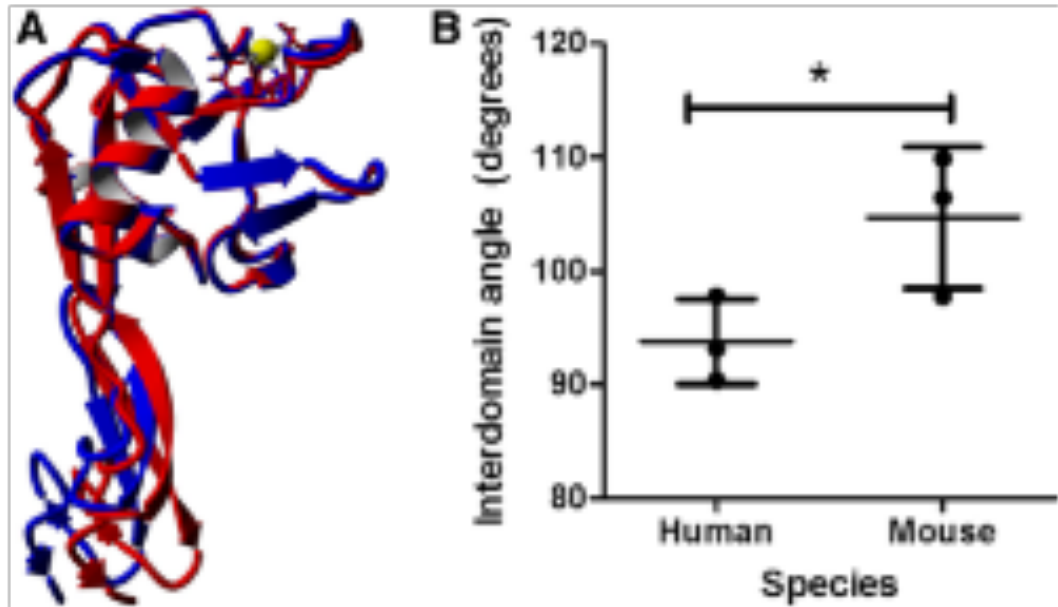 A
B
Interdomain angle (degrees)
120
110
100
90
80
*
Human
Mouse
Species